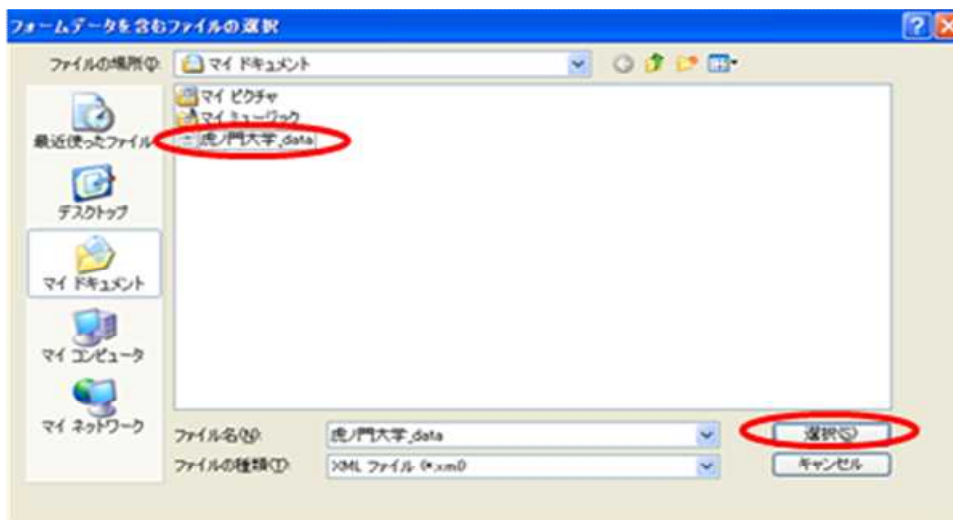 フォームデータを含むファイルの選択
ファイルの場所(I):
マイ ドキュメント
最近使ったファイル
デスクトップ
マイ ドキュメント
マイ コンピュータ
マイ ネットワーク
マイ ピクチャ
マイ ミュージック
虎ノ門大学_data
ファイル名(N):
虎ノ門大学_data
選択(S)
ファイルの種類(T):
XML ファイル (*.xml)
キャンセル